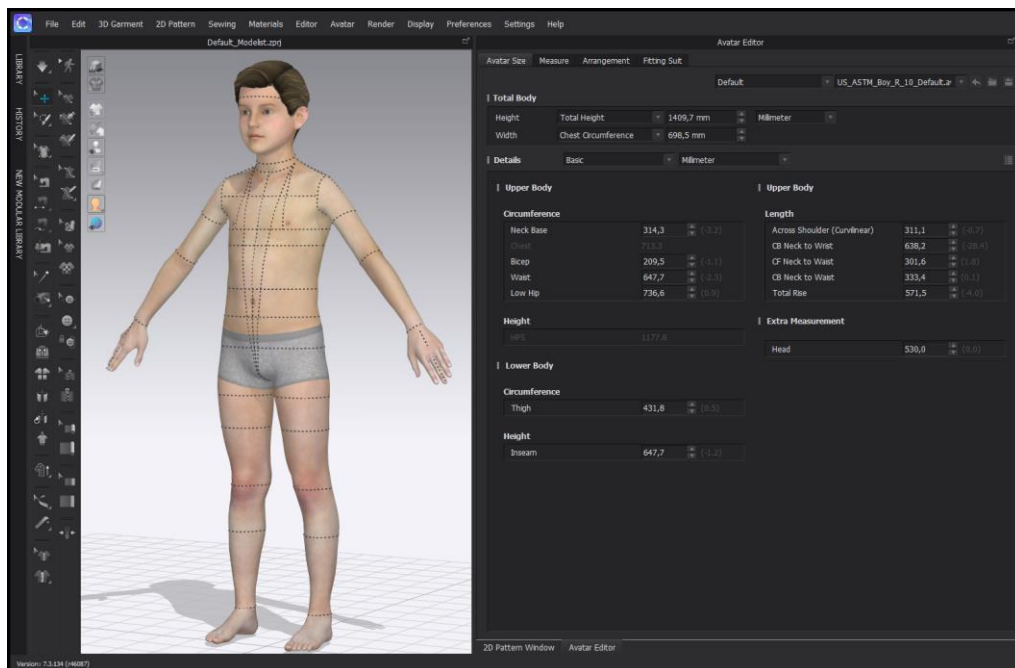 File Edit 3D Garment 2D Pattern Sewing Materials Editor Avatar Render Display Preferences Settings Help
Default_Modelist.zprj
Avatar Editor
LIBRARY
HISTORY
NEW MODULAR LIBRARY
Avatar Size Measure Arrangement Fitting Suit
Default US_ASTM_Boy_R_10_Default.av
Total Body
Height Total Height 1409,7 mm Milimeter
Width Chest Circumference 698,5 mm
Details Basic Milimeter
Upper Body
Circumference
Neck Base 314,3 (-3.2)
Chest 713.3
Bicep 209,5 (-1.1)
Waist 647,7 (-2.3)
Low Hip 736,6 (0.9)
Height
HPS 1177.8
Lower Body
Circumference
Thigh 431,8 (0.5)
Height
Inseam 647,7 (-1.2)
Upper Body
Length
Across Shoulder (Curvilinear) 311,1
CB Neck to Wrist 638,2 (-28.4)
CF Neck to Waist 301,6 (1.8)
CB Neck to Waist 333,4 (0.1)
Total Rise 571,5 (-4.0)
Extra Measurement
Head 530,0 (0.0)
2D Pattern Window Avatar Editor
Version: 7.3.134 (r46087)